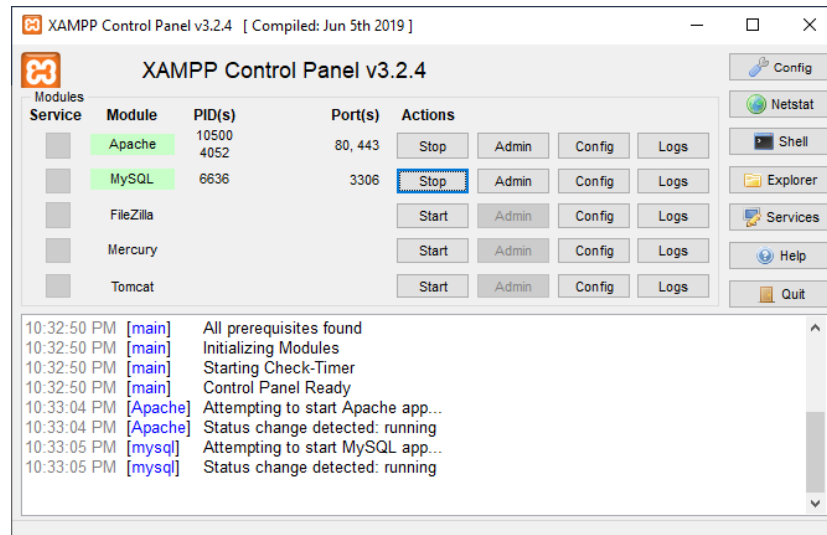 XAMPP Control Panel v3.2.4 [ Compiled: Jun 5th 2019 ]
XAMPP Control Panel v3.2.4
Config
Modules
Service Module PID(s) Port(s) Actions
Netstat
Apache 10500 4052 80, 443 Stop Admin Config Logs
Shell
MySQL 6636 3306 Stop Admin Config Logs
Explorer
FileZilla Start Admin Config Logs
Services
Mercury Start Admin Config Logs
Help
Tomcat Start Admin Config Logs
Quit
10:32:50 PM [main] All prerequisites found
10:32:50 PM [main] Initializing Modules
10:32:50 PM [main] Starting Check-Timer
10:32:50 PM [main] Control Panel Ready
10:33:04 PM [Apache] Attempting to start Apache app...
10:33:04 PM [Apache] Status change detected: running
10:33:05 PM [mysql] Attempting to start MySQL app...
10:33:05 PM [mysql] Status change detected: running